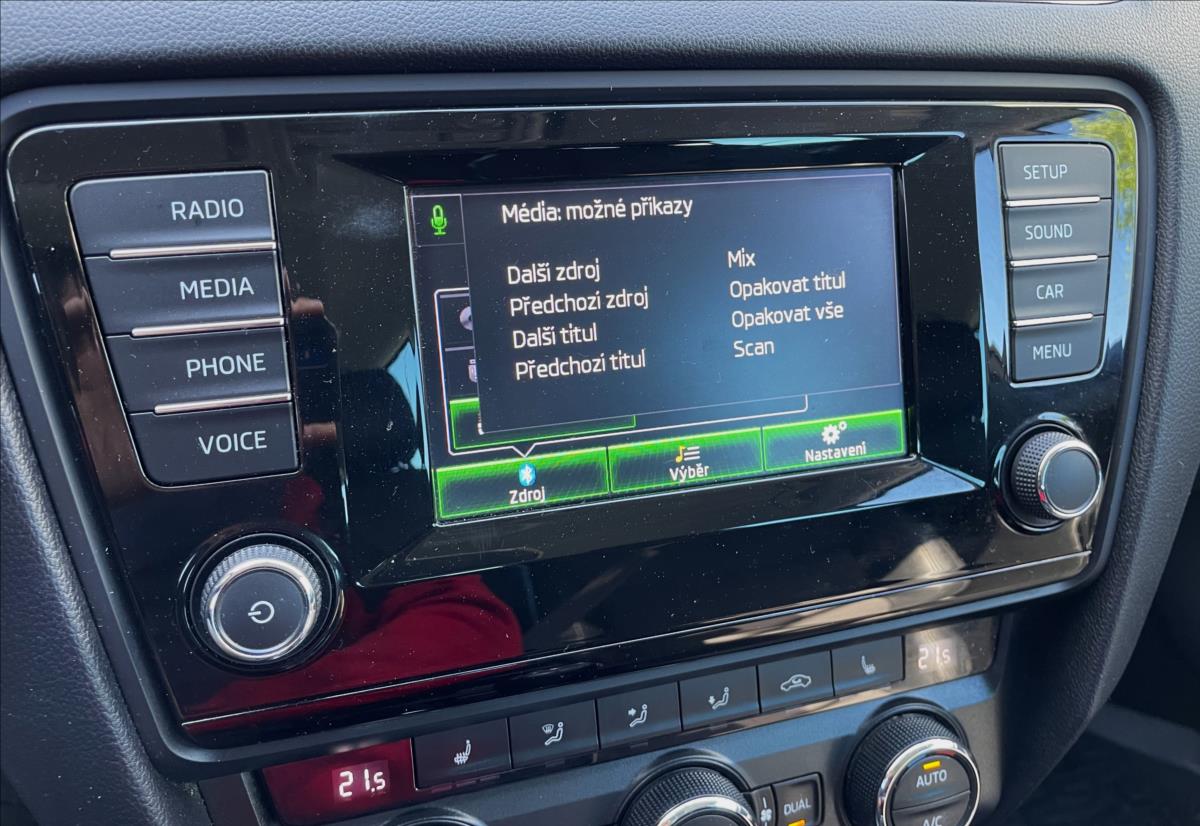 RADIO
MEDIA
PHONE
VOICE
Média: možné příkazy
Další zdroj
Předchozí zdroj
Další titul
Předchozí titul
Mix
Opakovat titul
Opakovat vše
Scan
Zdroj
Výběr
Nastavení
SETUP
SOUND
CAR
MENU
21.5
21.5
DUAL
AUTO
A/C